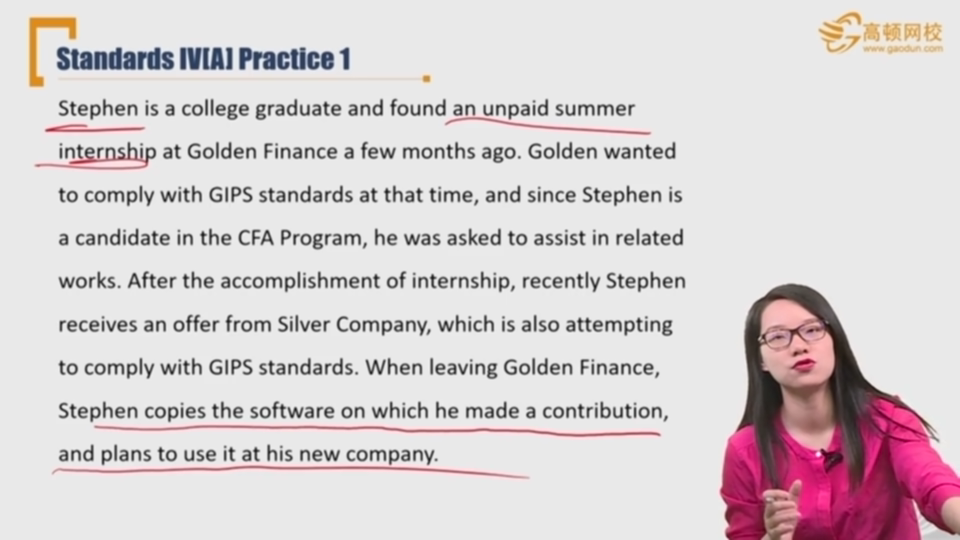 Standards IV[A] Practice 1
高顿网校
www.gaodun.com
Stephen is a college graduate and found an unpaid summer
internship at Golden Finance a few months ago. Golden wanted
to comply with GIPS standards at that time, and since Stephen is
a candidate in the CFA Program, he was asked to assist in related
works. After the accomplishment of internship, recently Stephen
receives an offer from Silver Company, which is also attempting
to comply with GIPS standards. When leaving Golden Finance,
Stephen copies the software on which he made a contribution,
and plans to use it at his new company.